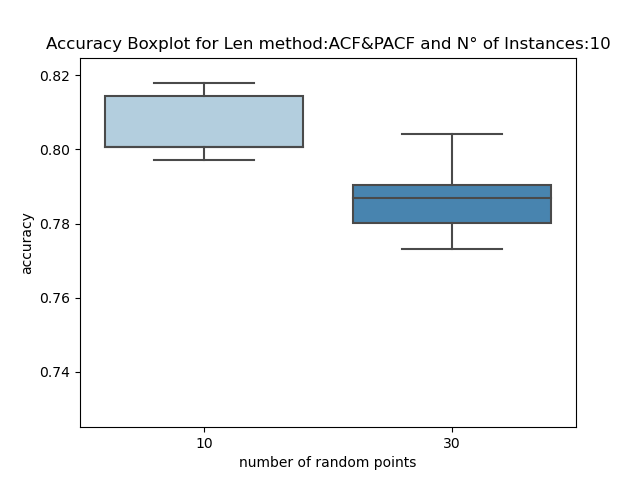 Accuracy Boxplot for Len method:ACF&PACF and N° of Instances:10
0.82
0.80
0.78
0.76
0.74
accuracy
10 30
number of random points